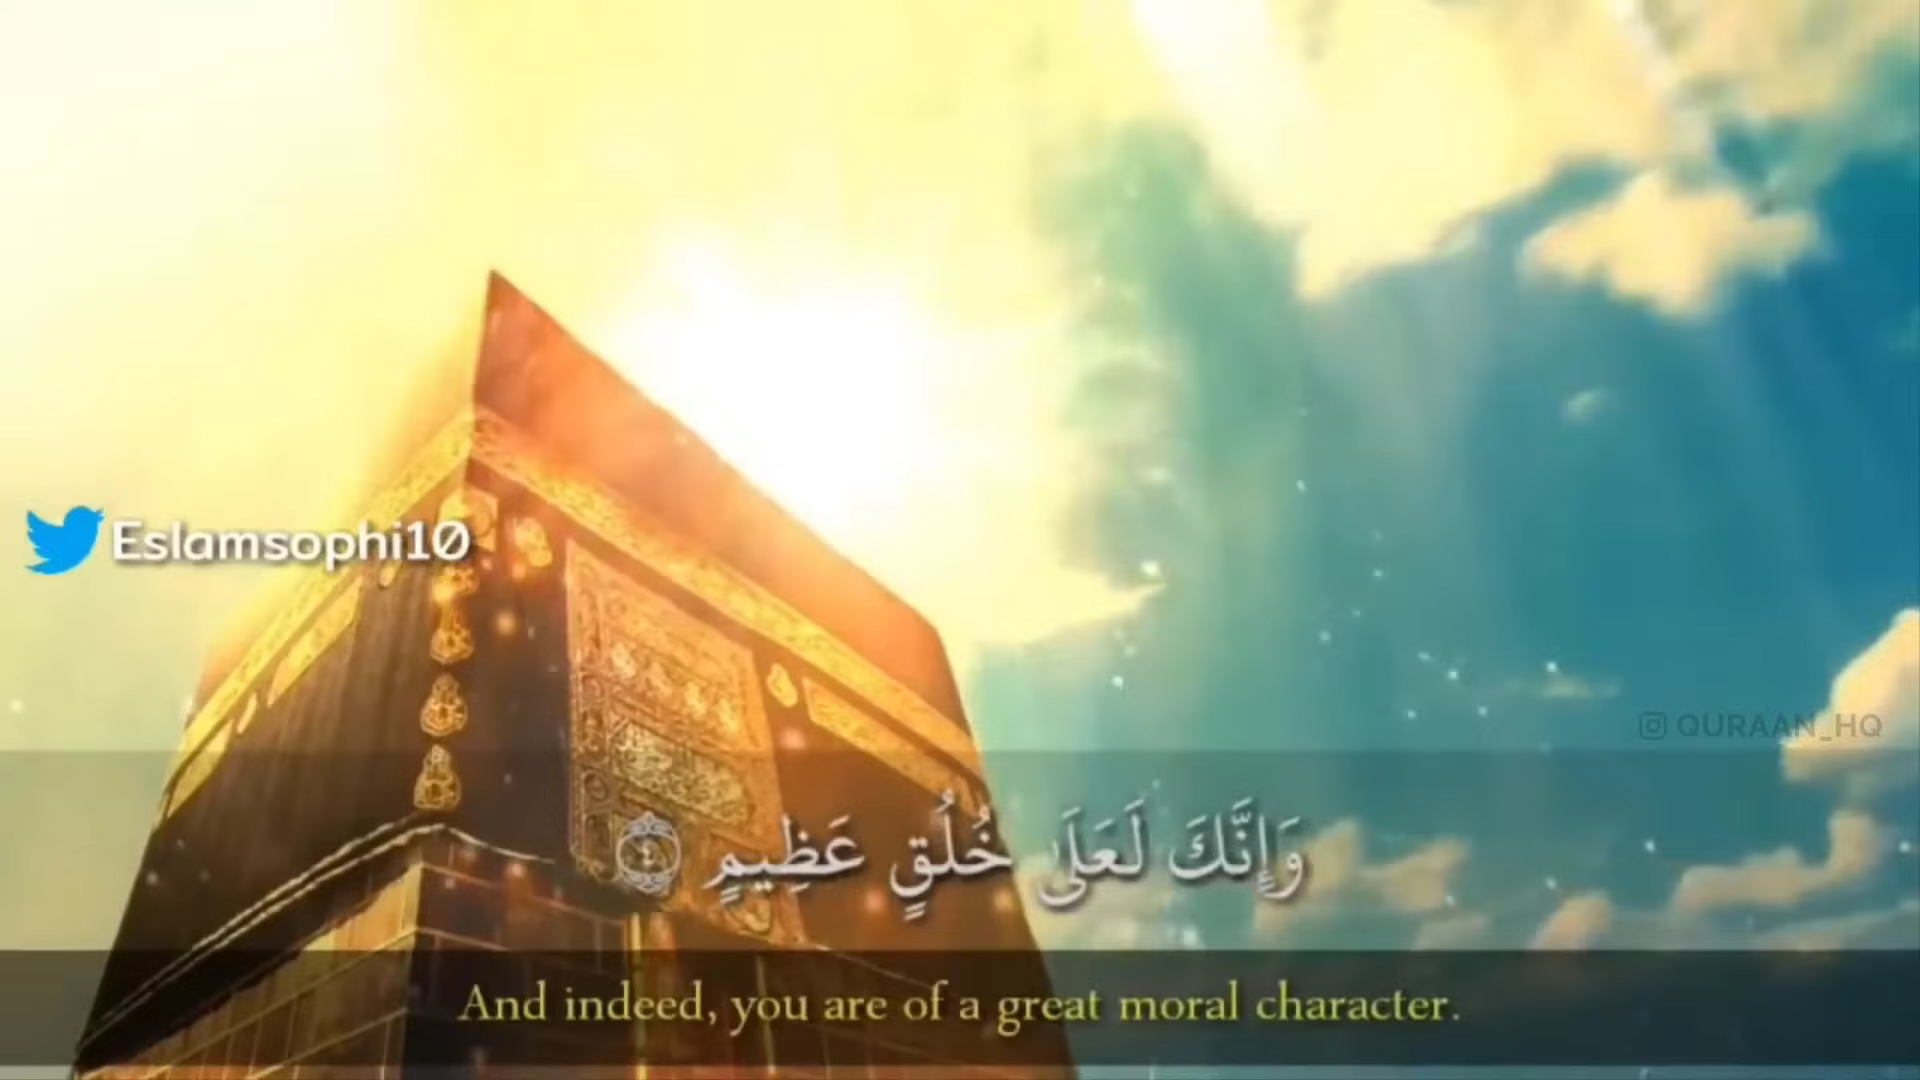 Eslamsophi10
QURAAN_HQ
وَإِنَّكَ لَعَلَىٰ خُلُقٍ عَظِيمٍ ٤
And indeed, you are of a great moral character.